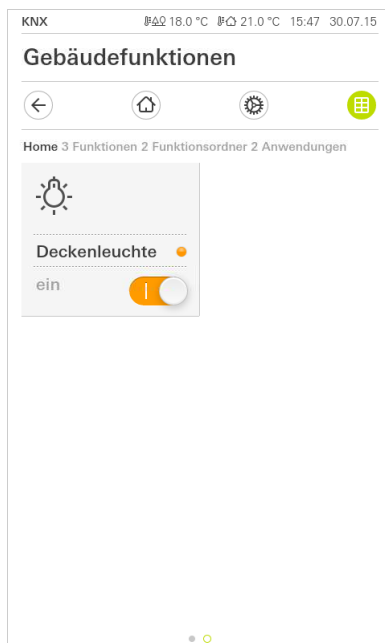 KNX 18.0 °C 21.0 °C 15:47 30.07.15
Gebäudefunktionen
Home 3 Funktionen 2 Funktionsordner 2 Anwendungen
Deckenleuchte
ein